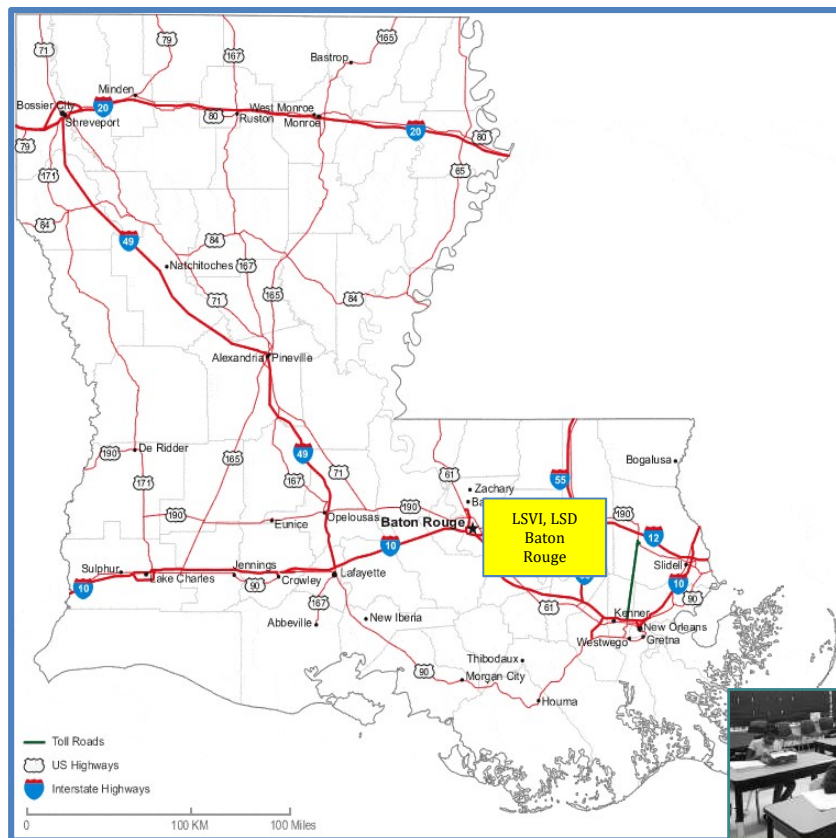 71
79
167
165
Bastrop
Minden
Bossier City
20
West Monroe
Shreveport
80
Ruston
Monroe
20
80
79
171
65
84
49
84
Natchitoches
167
71
165
84
Alexandria
Pineville
De Ridder
190
165
49
71
171
167
61
55
Bogalusa
Zachary
Ba
190
190
Eunice
Opelousas
Baton Rouge
LSVI, LSD
Baton
Rouge
190
12
10
Sulphur
Jennings
Slidell
Lake Charles
90
Crowley
Lafayette
10
10
167
61
90
Kenner
Abbeville
New Iberia
New Orleans
Westwego
Gretna
Thibodaux
90
Morgan City
Houma
Toll Roads
US Highways
Interstate Highways
0
100 KM
100 Miles